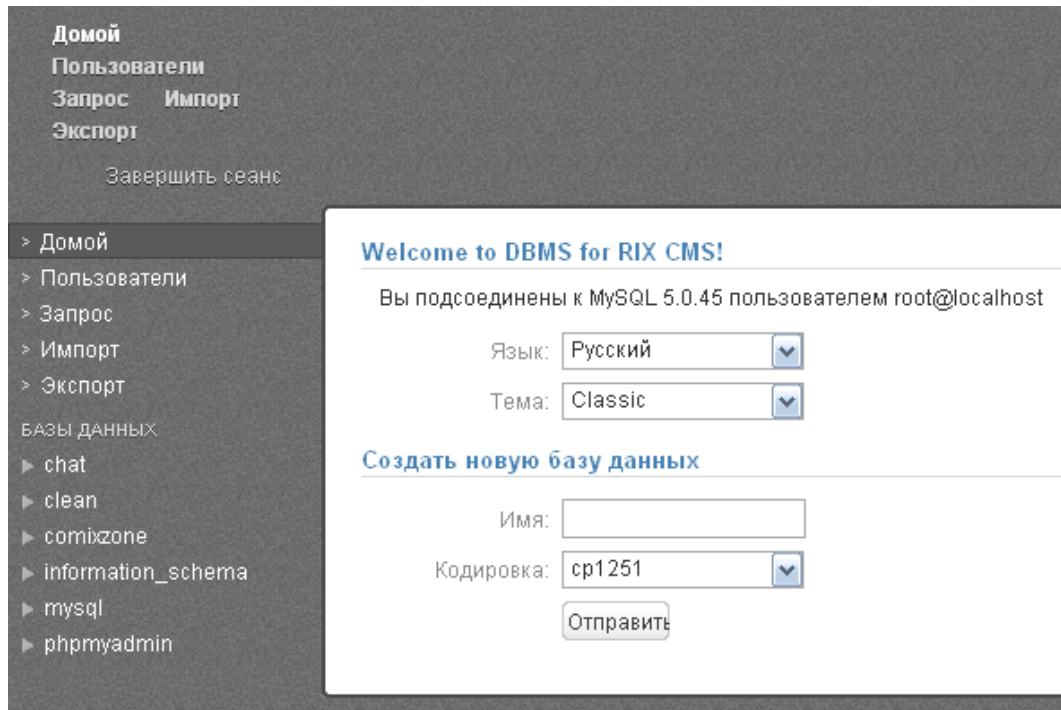 Домой
Пользователи
Запрос Импорт
Экспорт
Завершить сеанс
> Домой
> Пользователи
> Запрос
> Импорт
> Экспорт
БАЗЫ ДАННЫХ
chat
clean
comixzone
information_schema
mysql
phpmyadmin
Welcome to DBMS for RIX CMS!
Вы подсоединены к MySQL 5.0.45 пользователем root@localhost
Язык: Русский
Тема: Classic
Создать новую базу данных
Имя:
Кодировка: cp1251
Отправить